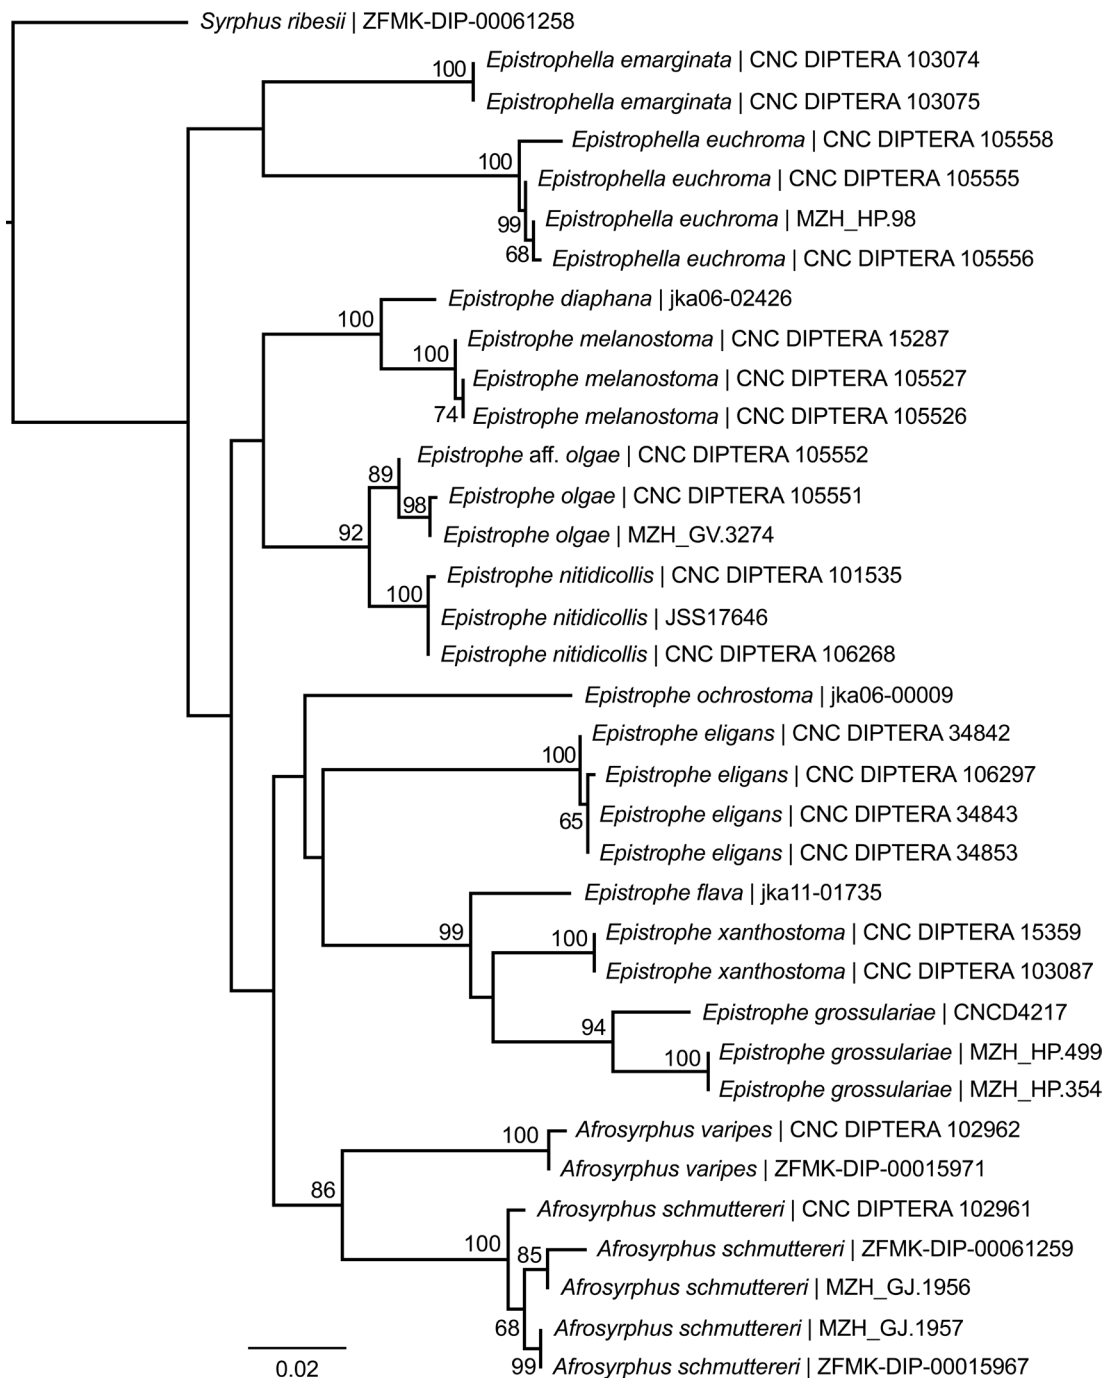 Syrphus ribesii | ZFMK-DIP-00061258
100
Epistrophella emarginata | CNC DIPTERA 103074
Epistrophella emarginata | CNC DIPTERA 103075
Epistrophella euchroma | CNC DIPTERA 105558
100
Epistrophella euchroma | CNC DIPTERA 105555
Epistrophella euchroma | MZH_HP.98
99
68
Epistrophella euchroma | CNC DIPTERA 105556
Epistrophe diaphana | jka06-02426
100
Epistrophe melanostoma | CNC DIPTERA 15287
100
Epistrophe melanostoma | CNC DIPTERA 105527
74
Epistrophe melanostoma | CNC DIPTERA 105526
Epistrophe aff. olgae | CNC DIPTERA 105552
89
Epistrophe olgae | CNC DIPTERA 105551
98
92
Epistrophe olgae | MZH_GV.3274
Epistrophe nitidicollis | CNC DIPTERA 101535
100
Epistrophe nitidicollis | JSS17646
Epistrophe nitidicollis | CNC DIPTERA 106268
Epistrophe ochrostoma | jka06-00009
Epistrophe eligans | CNC DIPTERA 34842
100
Epistrophe eligans | CNC DIPTERA 106297
Epistrophe eligans | CNC DIPTERA 34843
65
Epistrophe eligans | CNC DIPTERA 34853
Epistrophe flava | jka11-01735
99
Epistrophe xanthostoma | CNC DIPTERA 15359
100
Epistrophe xanthostoma | CNC DIPTERA 103087
Epistrophe grossulariae | CNCD4217
94
Epistrophe grossulariae | MZH_HP.499
100
Epistrophe grossulariae | MZH_HP.354
Afrosyrphus varipes | CNC DIPTERA 102962
100
Afrosyrphus varipes | ZFMK-DIP-00015971
86
Afrosyrphus schmuttereri | CNC DIPTERA 102961
100
Afrosyrphus schmuttereri | ZFMK-DIP-00061259
85
Afrosyrphus schmuttereri | MZH_GJ.1956
68
Afrosyrphus schmuttereri | MZH_GJ.1957
99
Afrosyrphus schmuttereri | ZFMK-DIP-00015967
0.02